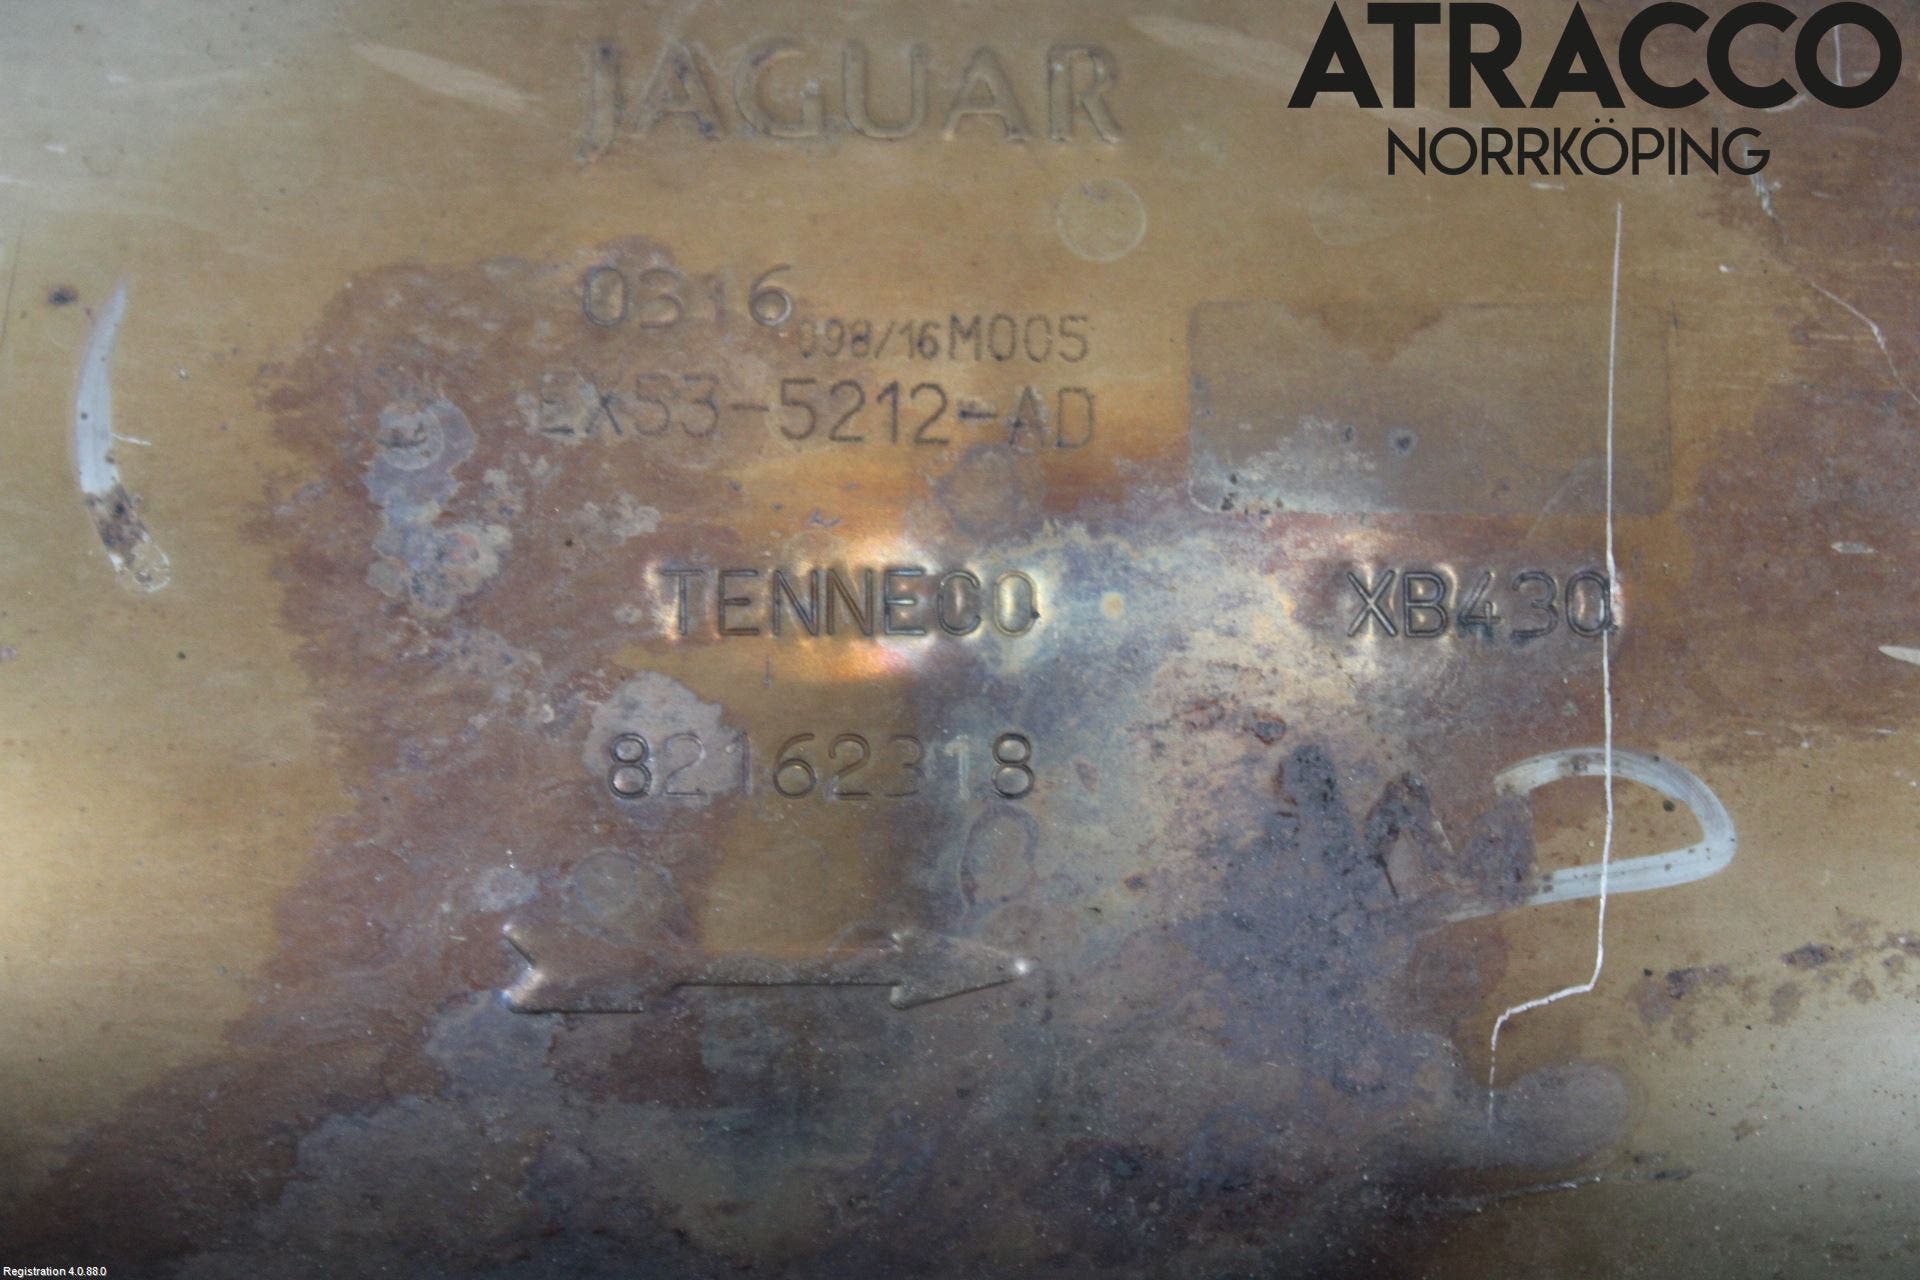 ATRACCO
NORRKÖPING
JAGUAR
0316
098/16M005
EX53-5212-AD
TENNECO XB430
82162318
Registration 4.0.88.0